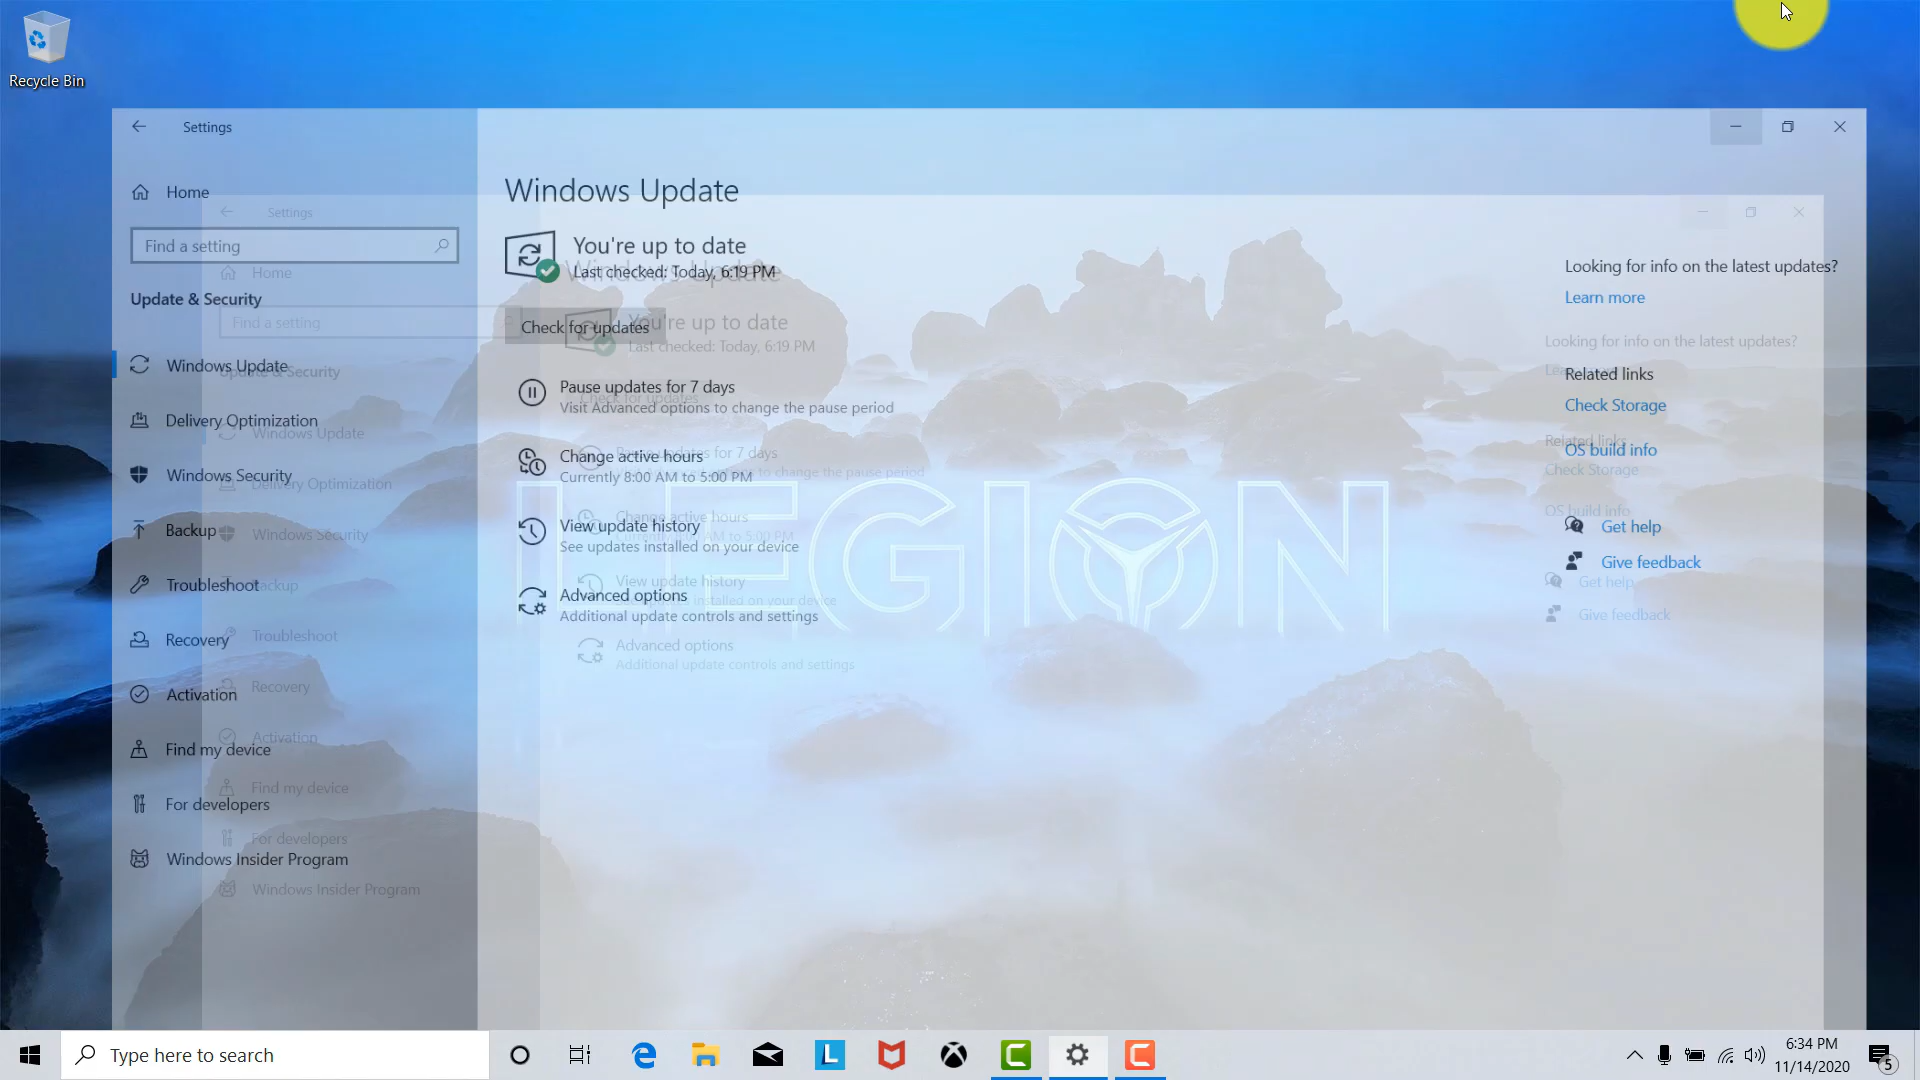 Recycle Bin
Settings
Home
Find a setting
Update & Security
Windows Update
Delivery Optimization
Windows Security
Backup
Troubleshoot
Recovery
Activation
Find my device
For developers
Windows Insider Program
Windows Update
You're up to date
Last checked: Today, 6:19 PM
Check for updates
Pause updates for 7 days
Visit Advanced options to change the pause period
Change active hours
Currently 8:00 AM to 5:00 PM
View update history
See updates installed on your device
Advanced options
Additional update controls and settings
Looking for info on the latest updates?
Learn more
Related links
Check Storage
OS build info
Get help
Give feedback
Settings
Home
Find a setting
Update & Security
Windows Update
Delivery Optimization
Windows Security
Backup
Troubleshoot
Recovery
Activation
Find my device
For developers
Windows Insider Program
Windows Update
You're up to date
Last checked: Today, 6:19 PM
Check for updates
Pause updates for 7 days
Visit Advanced options to change the pause period
Change active hours
Currently 8:00 AM to 5:00 PM
View update history
See updates installed on your device
Advanced options
Additional update controls and settings
Looking for info on the latest updates?
Related links
Check Storage
OS build info
Get help
Give feedback
LEGION
Type here to search
L
6:34 PM
11/14/2020
5